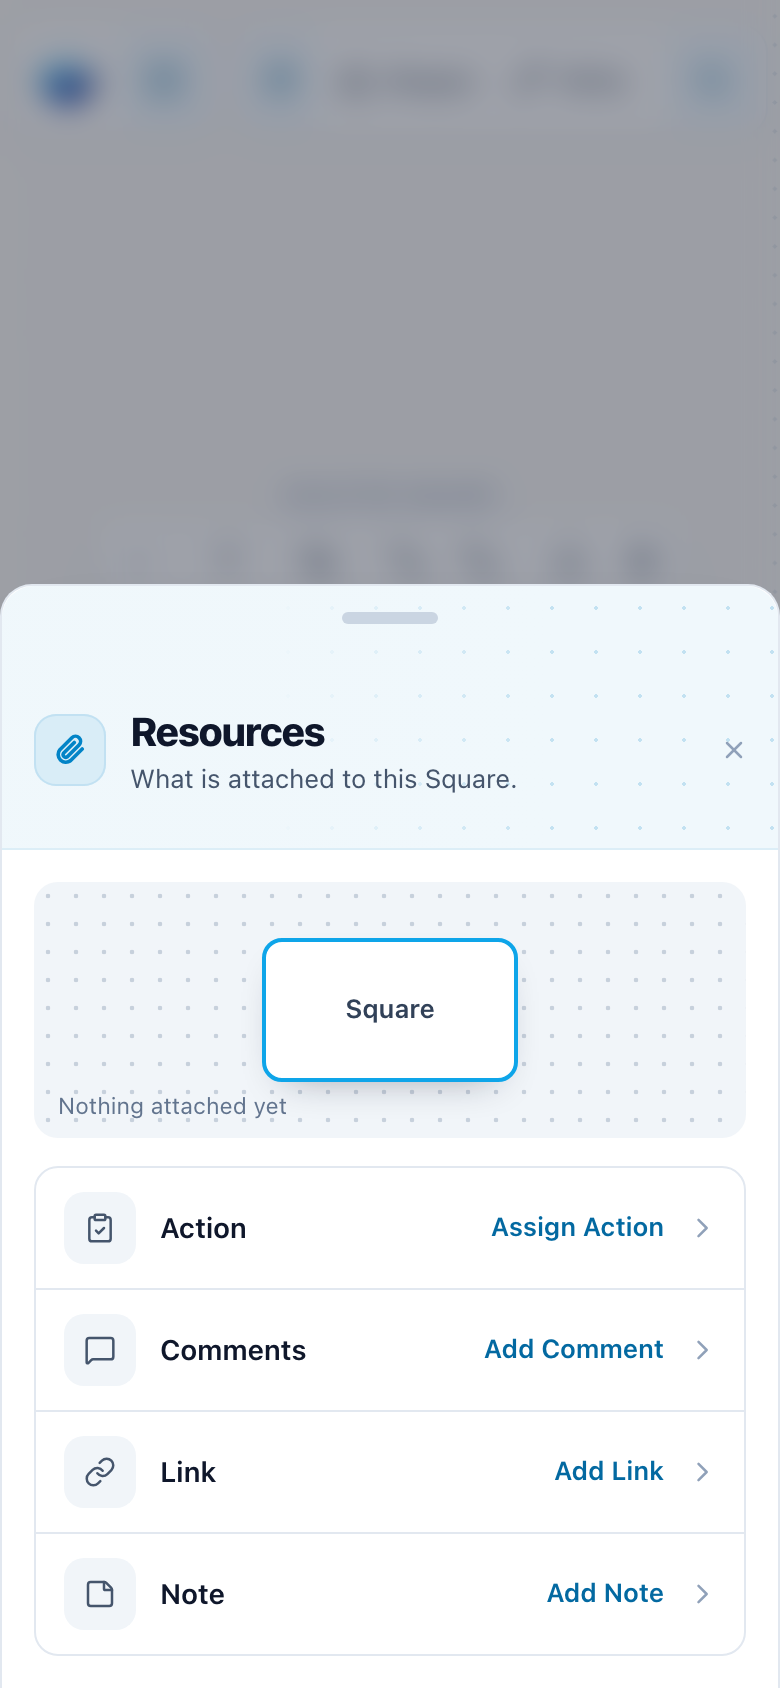 Resources
What is attached to this Square.
Square
Nothing attached yet
Action
Assign Action
Comments
Add Comment
Link
Add Link
Note
Add Note